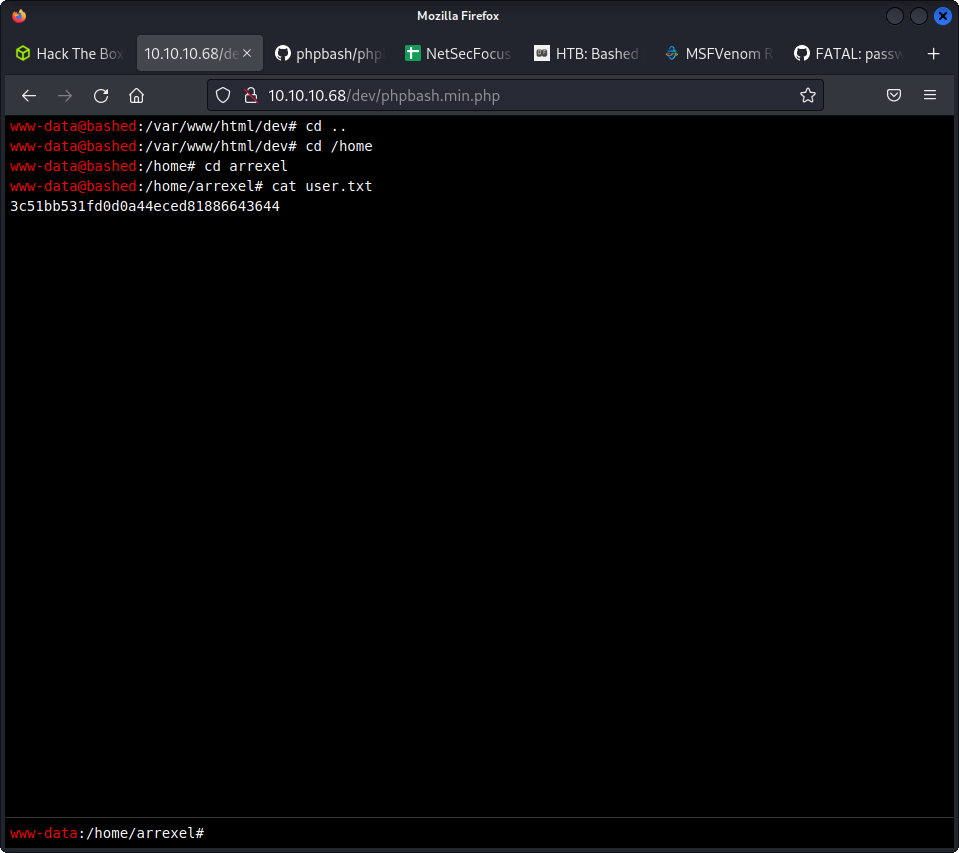 Mozilla Firefox
Hack The Box
10.10.10.68/de
phpbash/php
NetSecFocus
HTB: Bashed
MSFVenom R
FATAL: passw
10.10.10.68/dev/phpbash.min.php
www-data@bashed:/var/www/html/dev# cd ..
www-data@bashed:/var/www/html/dev# cd /home
www-data@bashed:/home# cd arrexel
www-data@bashed:/home/arrexel# cat user.txt
3c51bb531fd0d0a44eced81886643644
www-data:/home/arrexel#